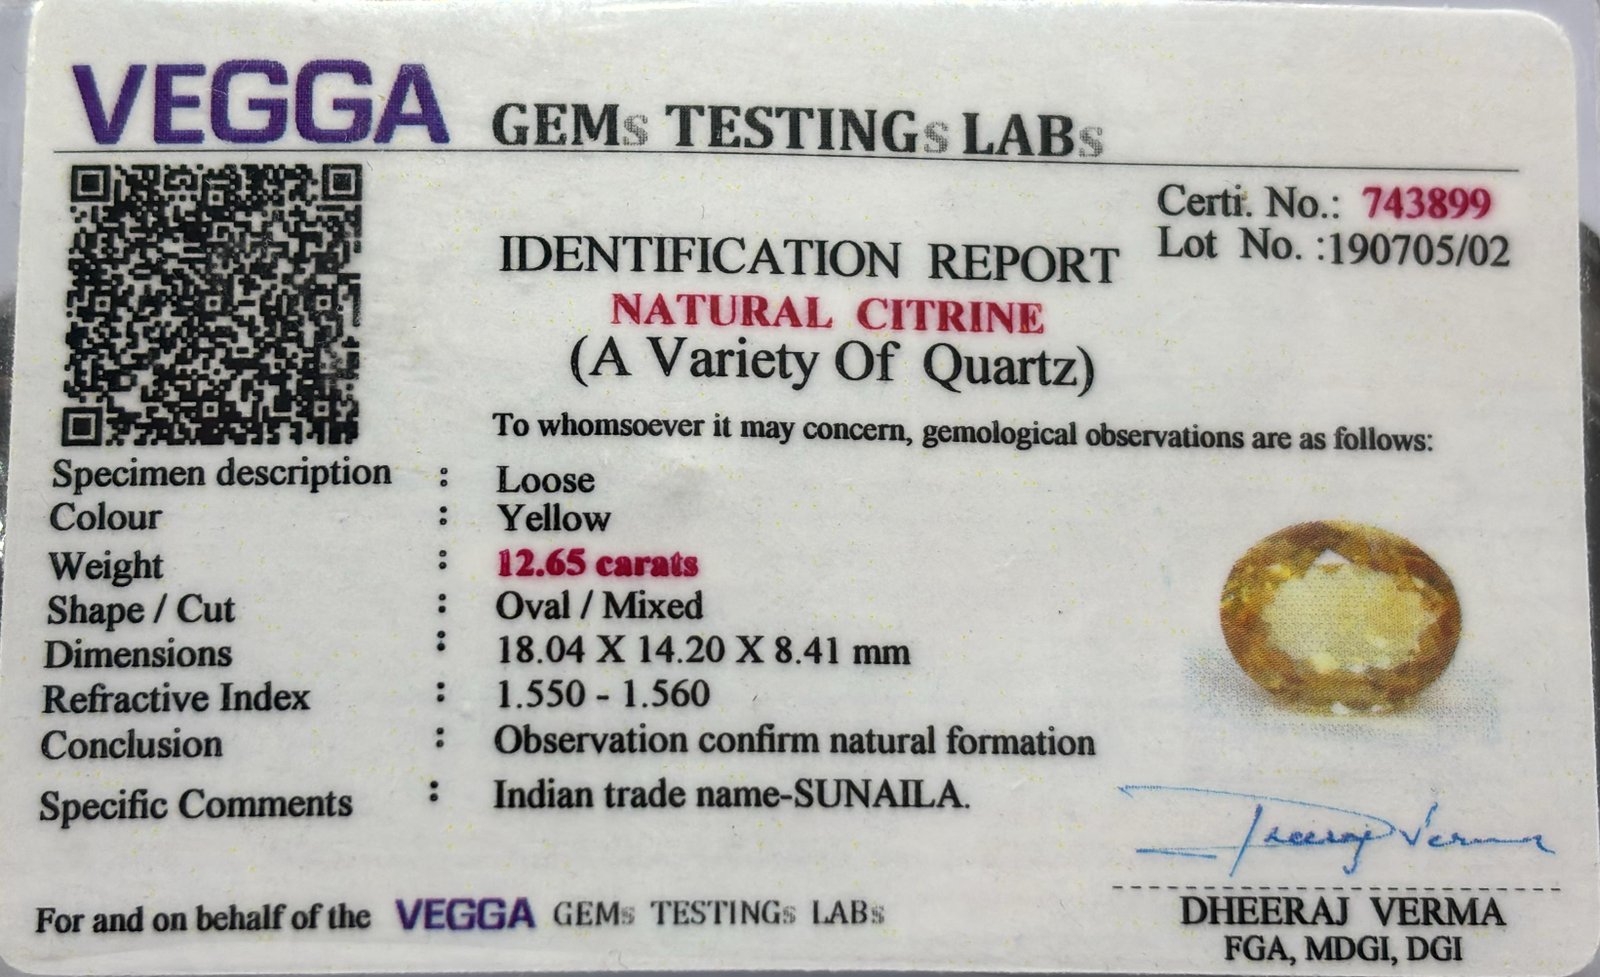 VEGGA GEMs TESTINGs LABs
Certi. No.: 743899
Lot No. :190705/02
IDENTIFICATION REPORT
NATURAL CITRINE
(A Variety Of Quartz)
To whomsoever it may concern, gemological observations are as follows:
Specimen description : Loose
Colour : Yellow
Weight : 12.65 carats
Shape / Cut : Oval / Mixed
Dimensions : 18.04 X 14.20 X 8.41 mm
Refractive Index : 1.550 - 1.560
Conclusion : Observation confirm natural formation
Specific Comments : Indian trade name-SUNAILA.
Dheeraj Verma
For and on behalf of the VEGGA GEMs TESTINGs LABs
DHEERAJ VERMA
FGA, MDGI, DGI